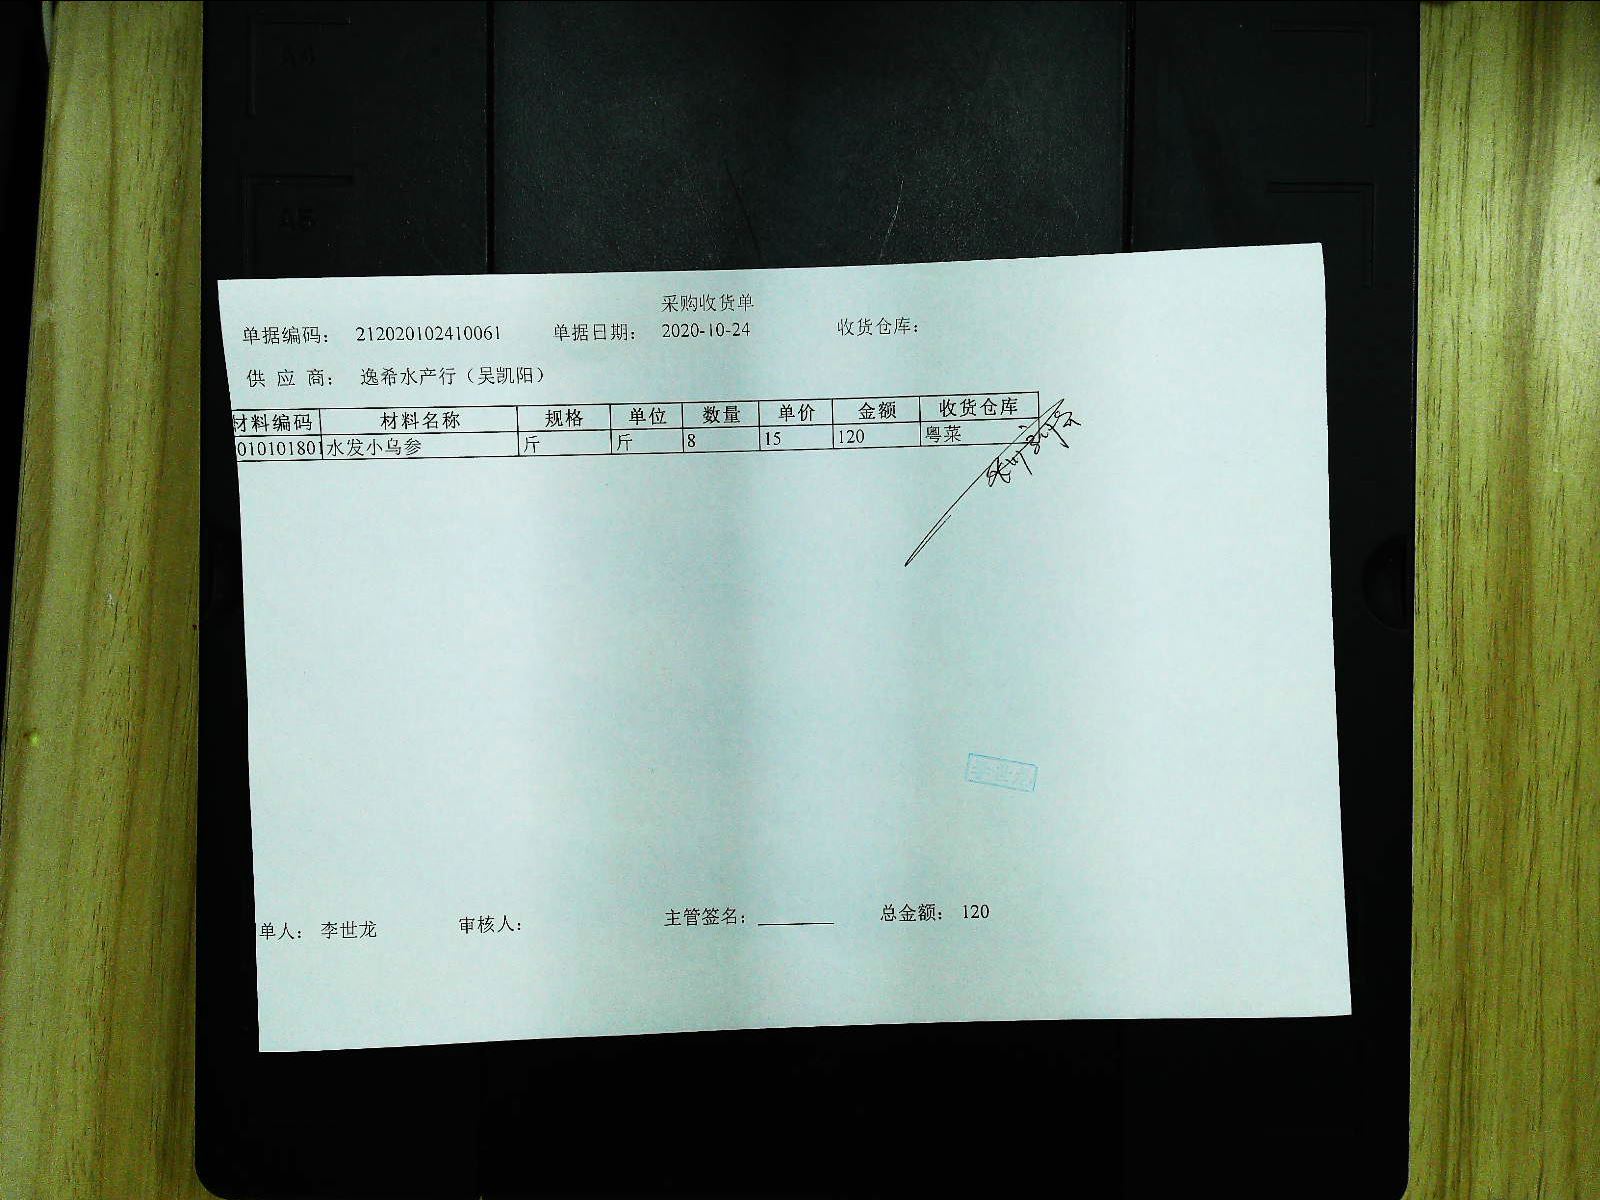 A4
A5
采购收货单
单据编码： 212020102410061 单据日期： 2020-10-24 收货仓库：
供 应 商： 逸希水产行（吴凯阳）
材料编码 材料名称 规格 单位 数量 单价 金额 收货仓库
010101801 水发小乌参 斤 斤 8 15 120 粤菜
单人： 李世龙 审核人： 主管签名： 总金额： 120